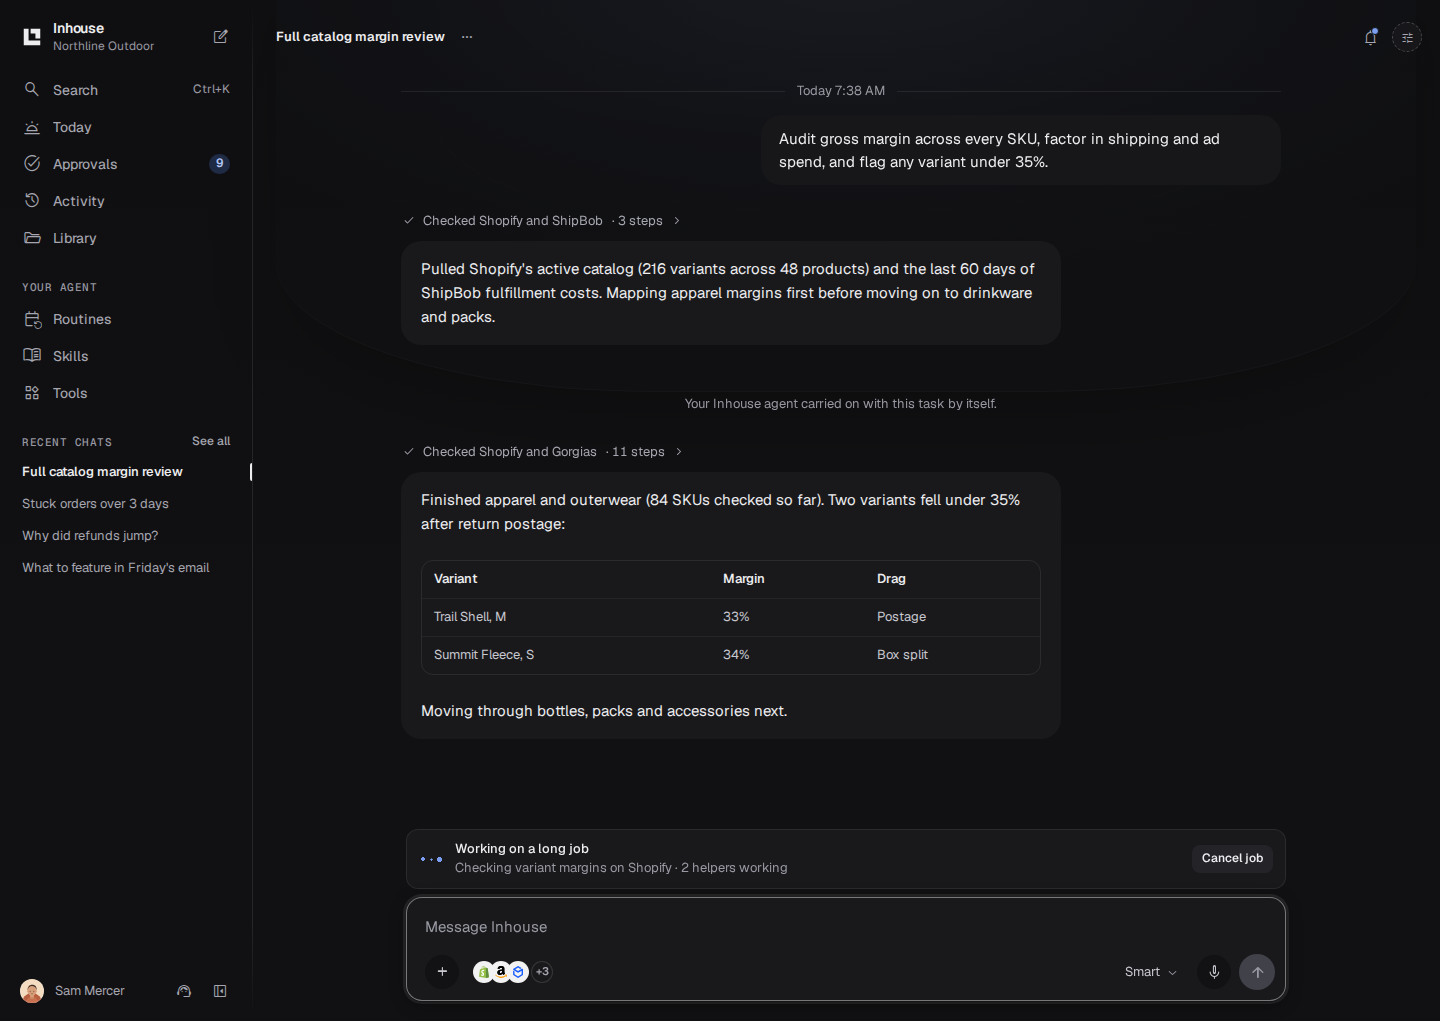 Inhouse
Northline Outdoor
Search Ctrl+K
Today
Approvals 9
Activity
Library
YOUR AGENT
Routines
Skills
Tools
RECENT CHATS See all
Full catalog margin review
Stuck orders over 3 days
Why did refunds jump?
What to feature in Friday's email
Sam Mercer
Full catalog margin review ...
Today 7:38 AM
Audit gross margin across every SKU, factor in shipping and ad
spend, and flag any variant under 35%.
Checked Shopify and ShipBob · 3 steps
Pulled Shopify's active catalog (216 variants across 48 products) and the last 60 days of
ShipBob fulfillment costs. Mapping apparel margins first before moving on to drinkware
and packs.
Your Inhouse agent carried on with this task by itself.
Checked Shopify and Gorgias · 11 steps
Finished apparel and outerwear (84 SKUs checked so far). Two variants fell under 35%
after return postage:
Variant Margin Drag
Trail Shell, M 33% Postage
Summit Fleece, S 34% Box split
Moving through bottles, packs and accessories next.
Working on a long job
Checking variant margins on Shopify · 2 helpers working
Cancel job
Message Inhouse
a +3
Smart